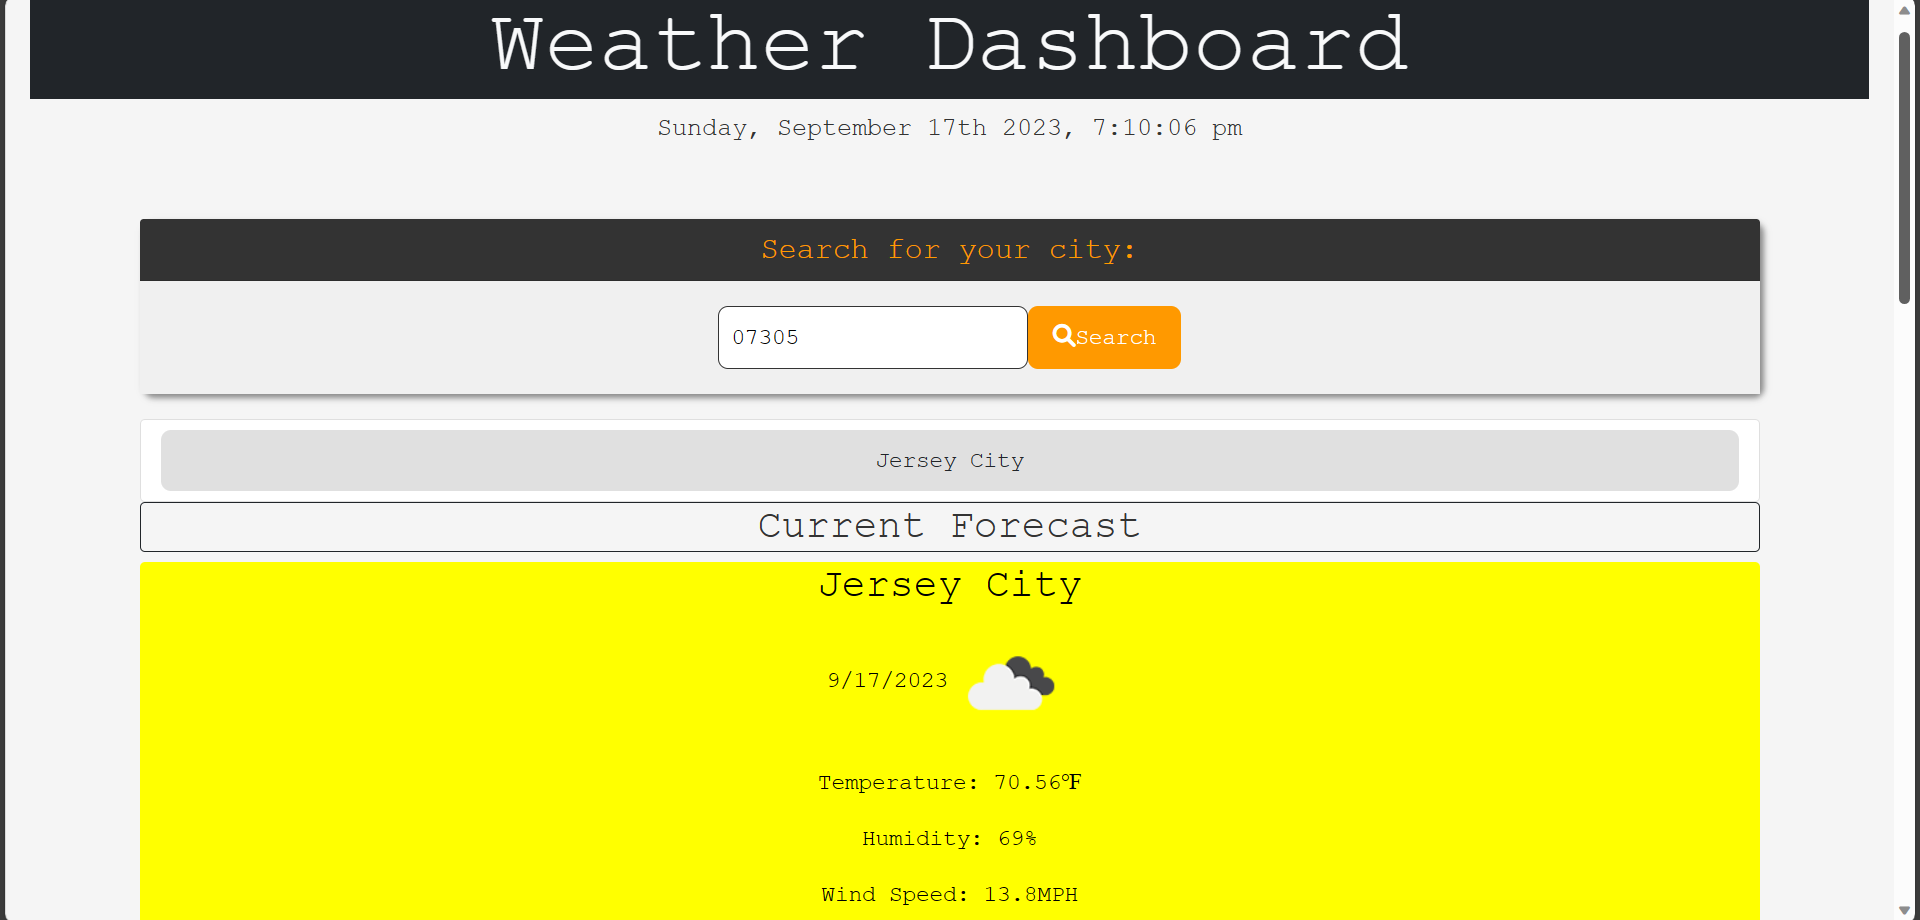 Weather Dashboard
Sunday, September 17th 2023, 7:10:06 pm
Search for your city:
07305
Search
Jersey City
Current Forecast
Jersey City
9/17/2023
Temperature: 70.56℉
Humidity: 69%
Wind Speed: 13.8MPH